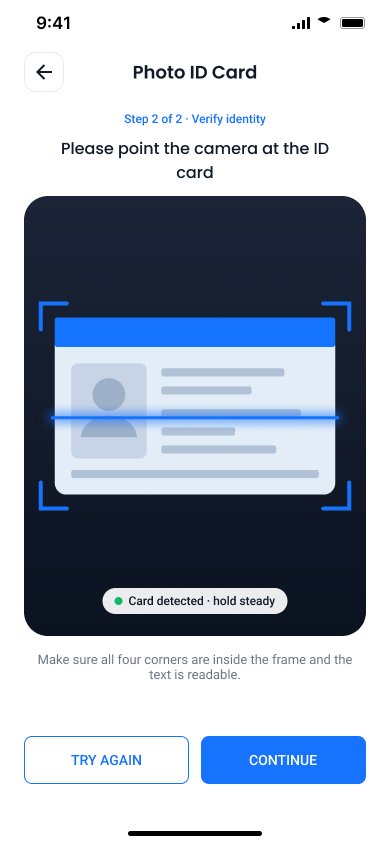 9:41
Photo ID Card
Step 2 of 2 · Verify identity
Please point the camera at the ID
card
Card detected · hold steady
Make sure all four corners are inside the frame and the
text is readable.
TRY AGAIN
CONTINUE